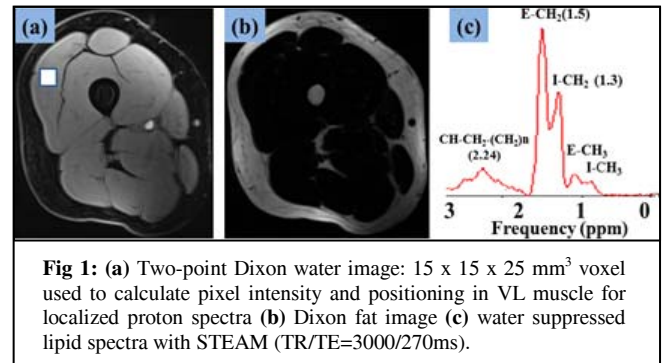 (a)
(b)
(c)
E-CH₂(1.5)
I-CH₂ (1.3)
CH-CH₂-(CH₂)n
(2.24)
E-CH₃
I-CH₃
3 2 1 0
Frequency (ppm)
Fig 1: (a) Two-point Dixon water image: 15 x 15 x 25 mm³ voxel
used to calculate pixel intensity and positioning in VL muscle for
localized proton spectra (b) Dixon fat image (c) water suppressed
lipid spectra with STEAM (TR/TE=3000/270ms).